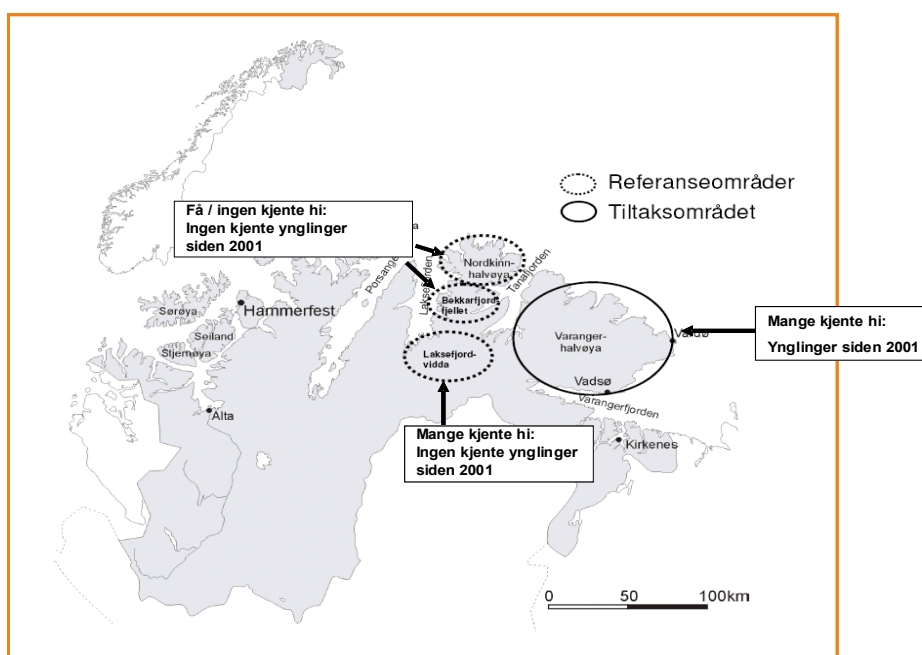 Referanseområder
Tiltaksområdet
Få / ingen kjente hi:
Ingen kjente ynglinger
siden 2001
a
Nordkinn-
halvøya
Tanafjorden
Porsange
Laksefjorden
Bekkarfjord
fjellet
Sørøya
Hammerfest
Seiland
Stjernøya
Laksefjord-
vidda
Varanger-
halvøya
Mange kjente hi:
Ynglinger siden 2001
Vadsø
Varangerfjorden
Alta
Kirkenes
Mange kjente hi:
Ingen kjente ynglinger
siden 2001
0 50 100km